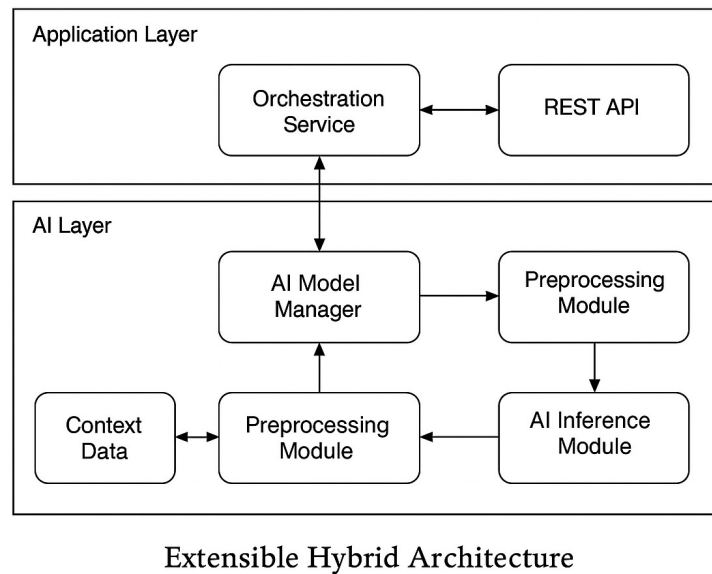 Application Layer
Orchestration
Service
REST API
AI Layer
AI Model
Manager
Preprocessing
Module
Context
Data
Preprocessing
Module
AI Inference
Module
Extensible Hybrid Architecture